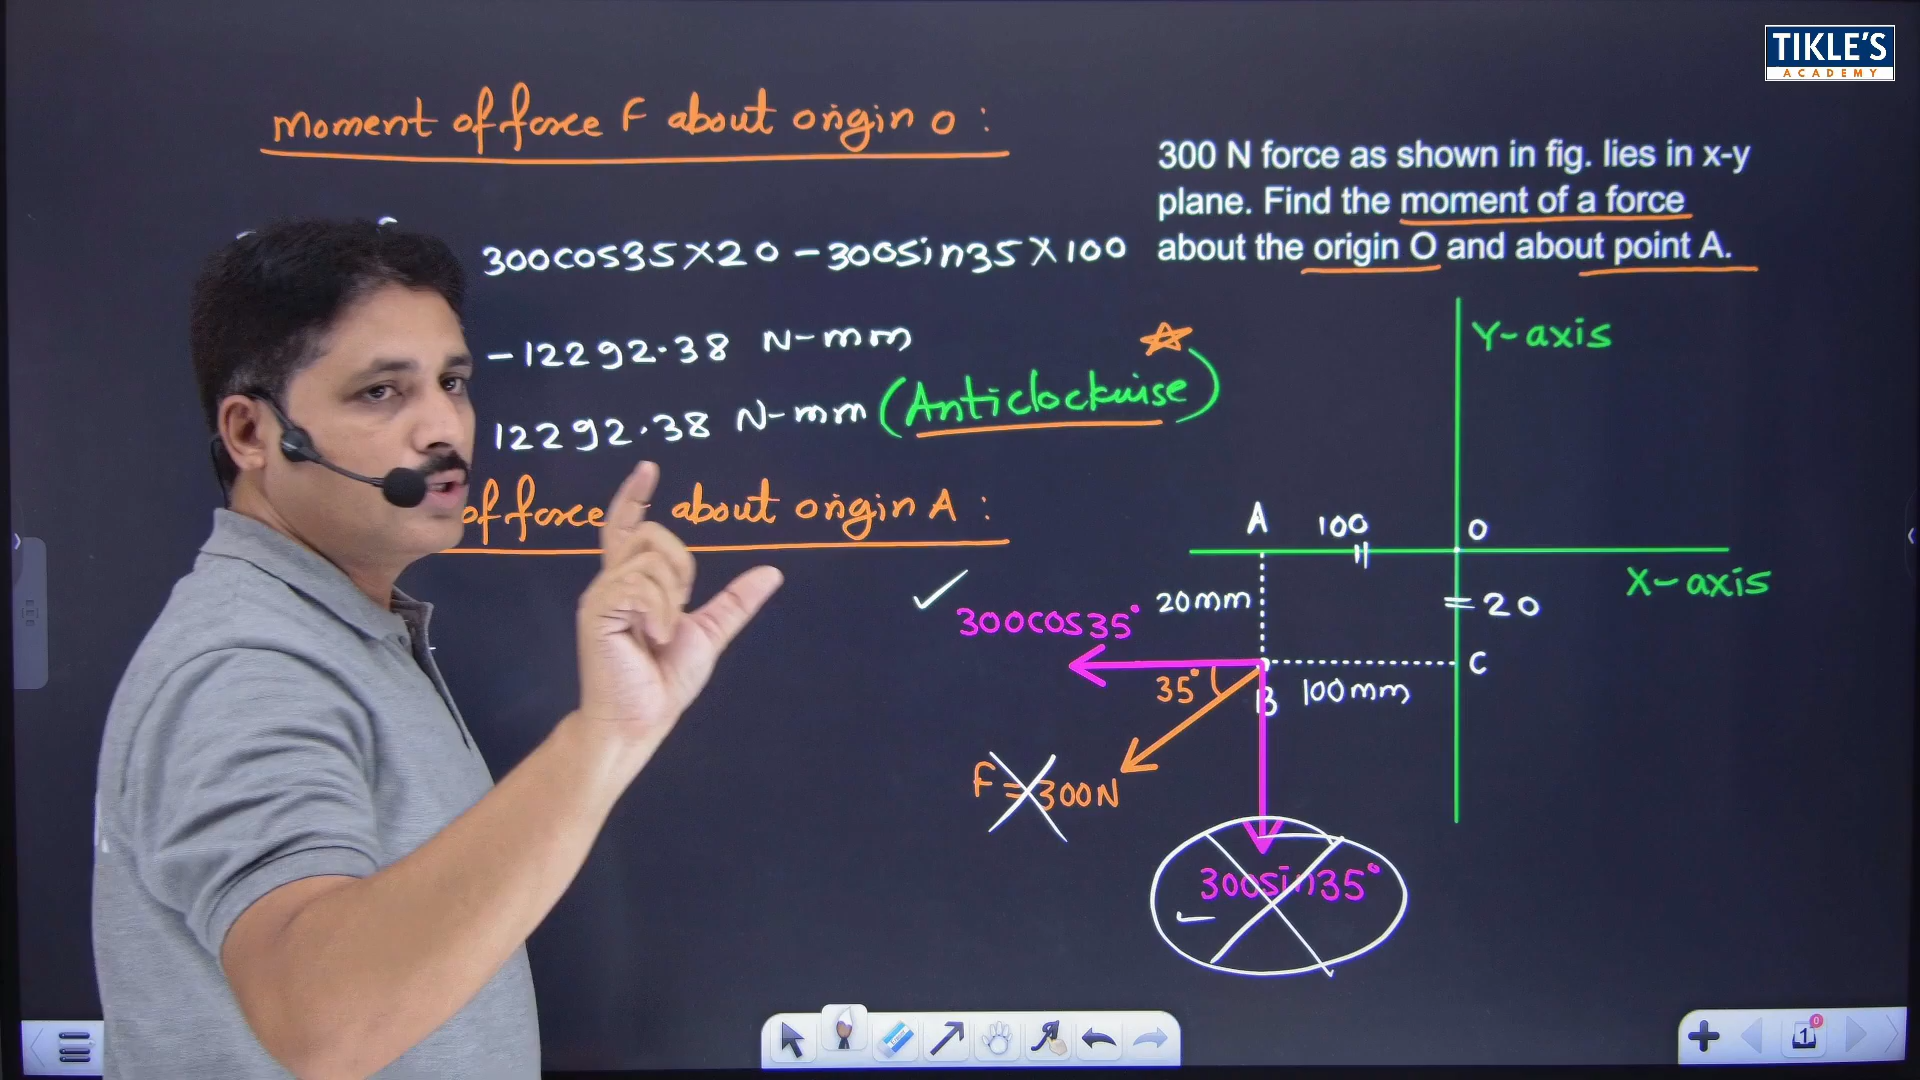 TIKLE'S
ACADEMY
Moment of force F about origin O :
300 N force as shown in fig. lies in x-y
plane. Find the moment of a force
about the origin O and about point A.
300cos35×20 - 300sin35×100
- 12292.38 N-mm
12292.38 N-mm (Anticlockwise)
of force about origin A :
Y-axis
A 100 O
X-axis
20mm = 20
300cos35°
35° B 100mm C
F = 300N
300sin35°
1
0